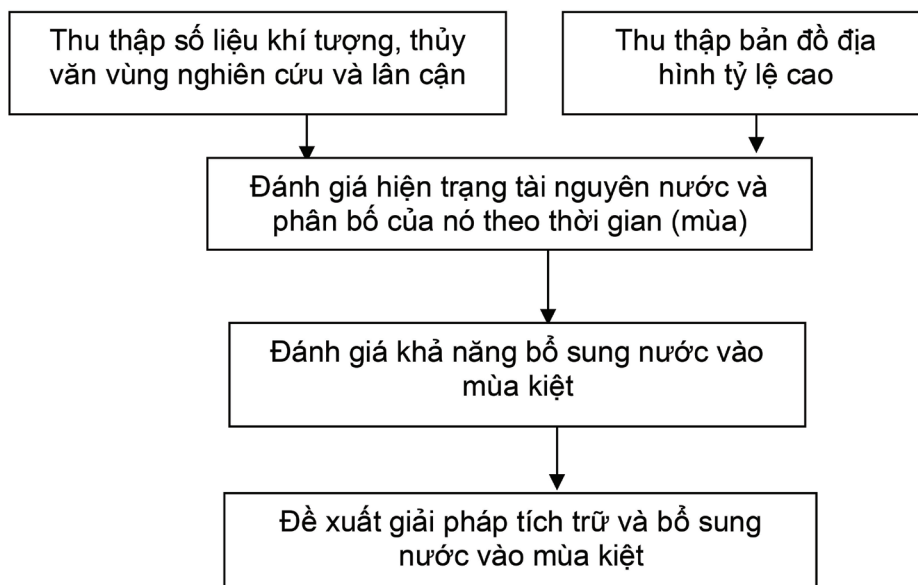 Thu thập số liệu khí tượng, thủy
văn vùng nghiên cứu và lân cận
Thu thập bản đồ địa
hình tỷ lệ cao
Đánh giá hiện trạng tài nguyên nước và
phân bố của nó theo thời gian (mùa)
Đánh giá khả năng bổ sung nước vào
mùa kiệt
Đề xuất giải pháp tích trữ và bổ sung
nước vào mùa kiệt